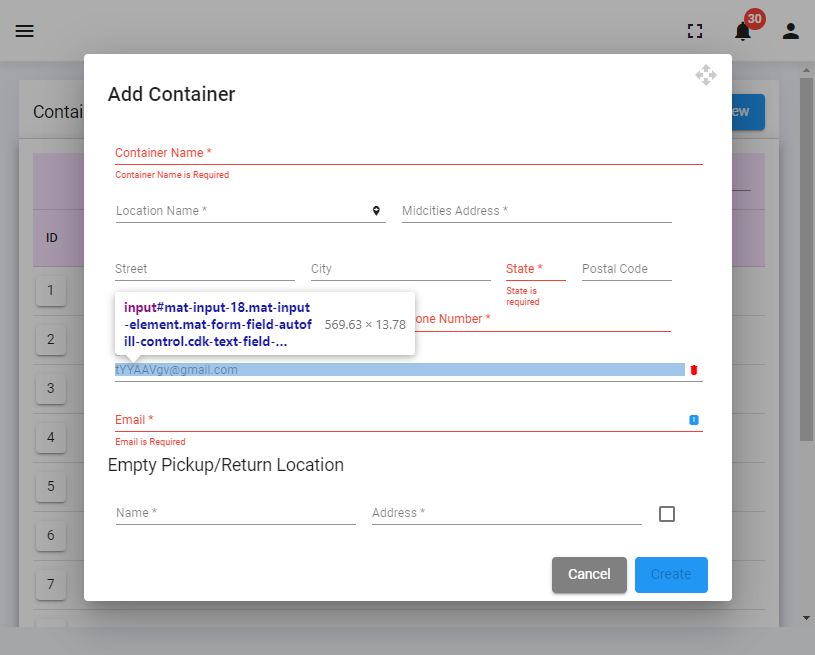 30
Contai
ew
Add Container
Container Name *
Container Name is Required
Location Name *
Midcities Address *
ID
Street
City
State *
Postal Code
State is
required
1
input#mat-input-18.mat-input
-element.mat-form-field-autof
ill-control.cdk-text-field-...
569.63 × 13.78
one Number *
2
tYYAAVgv@gmail.com
3
Email *
Email is Required
4
Empty Pickup/Return Location
5
Name *
Address *
6
7
Cancel
Create